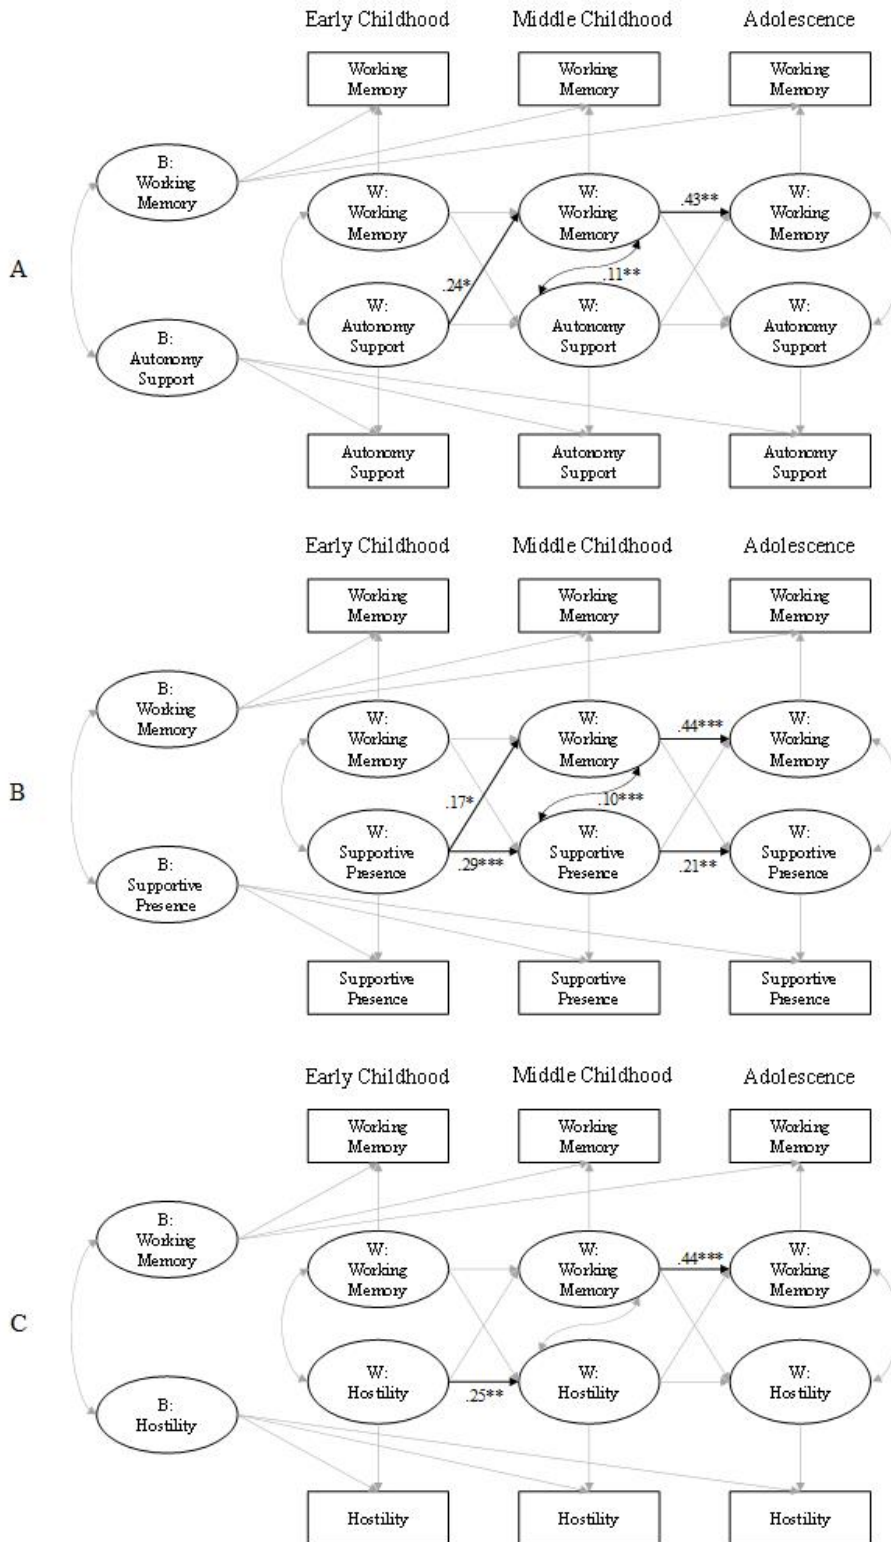 Early Childhood Middle Childhood Adolescence
Working
Memory
Working
Memory
Working
Memory
B:
Working
Memory
W:
Working
Memory
W:
Working
Memory
.43**
W:
Working
Memory
A
.24*
.11**
B:
Autonomy
Support
W:
Autonomy
Support
W:
Autonomy
Support
W:
Autonomy
Support
Autonomy
Support
Autonomy
Support
Autonomy
Support
Early Childhood Middle Childhood Adolescence
Working
Memory
Working
Memory
Working
Memory
B:
Working
Memory
W:
Working
Memory
W:
Working
Memory
.44***
W:
Working
Memory
B
.17*
.10***
B:
Supportive
Presence
W:
Supportive
Presence
.29***
W:
Supportive
Presence
.21**
W:
Supportive
Presence
Supportive
Presence
Supportive
Presence
Supportive
Presence
Early Childhood Middle Childhood Adolescence
Working
Memory
Working
Memory
Working
Memory
B:
Working
Memory
W:
Working
Memory
W:
Working
Memory
.44***
W:
Working
Memory
C
B:
Hostility
W:
Hostility
.25**
W:
Hostility
W:
Hostility
Hostility
Hostility
Hostility